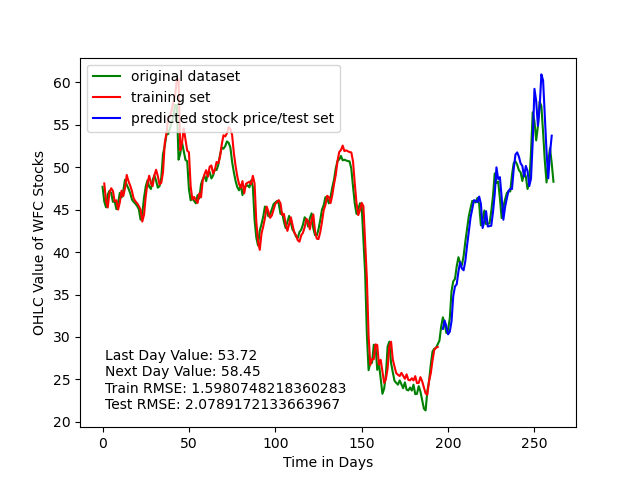 original dataset
training set
predicted stock price/test set
60
55
50
45
40
35
30
25
20
OHLC Value of WFC Stocks
Last Day Value: 53.72
Next Day Value: 58.45
Train RMSE: 1.5980748218360283
Test RMSE: 2.0789172133663967
0 50 100 150 200 250
Time in Days